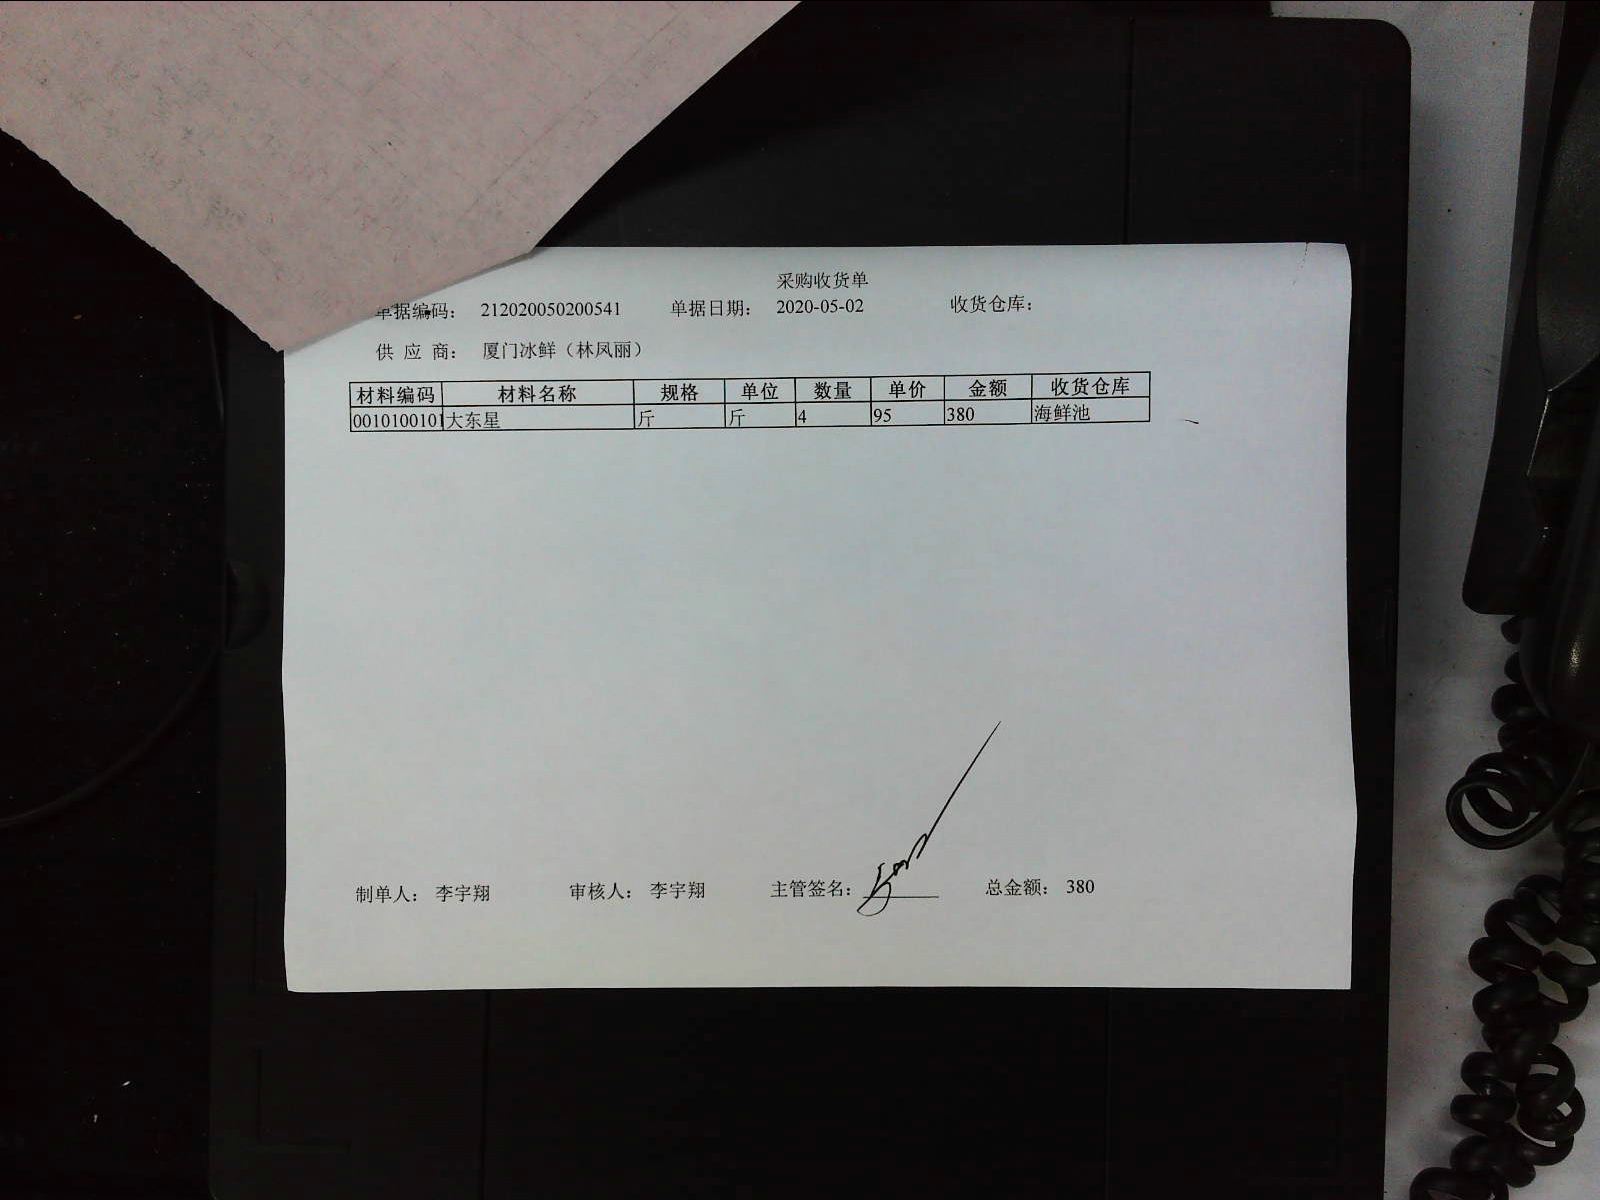 采购收货单
单据编码： 212020050200541 单据日期： 2020-05-02 收货仓库：
供 应 商： 厦门冰鲜（林凤丽）
材料编码 材料名称 规格 单位 数量 单价 金额 收货仓库
0010100101 大东星 斤 斤 4 95 380 海鲜池
制单人： 李宇翔 审核人： 李宇翔 主管签名： 总金额： 380